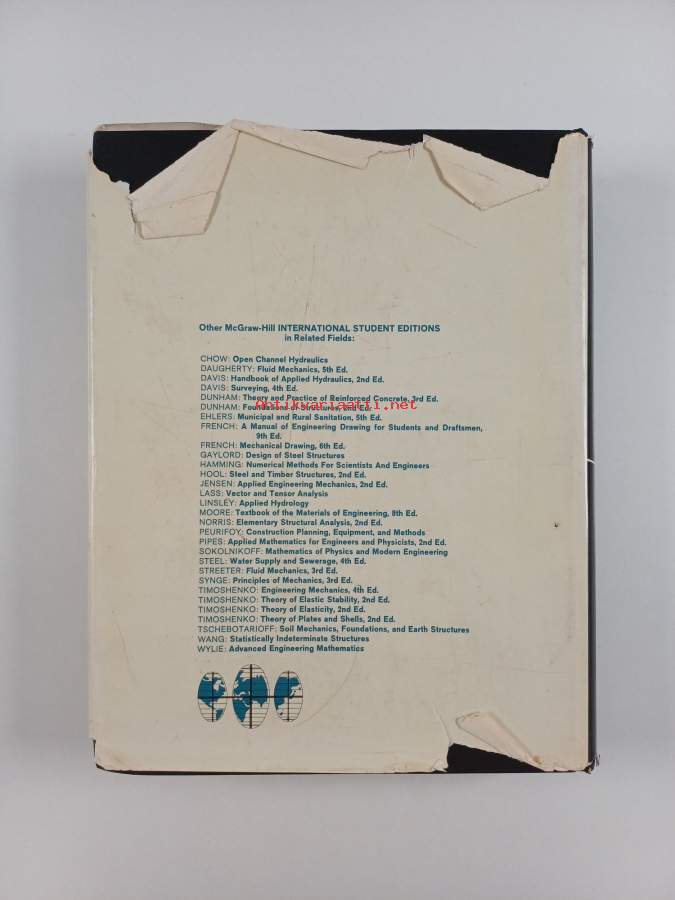 Other McGraw-Hill INTERNATIONAL STUDENT EDITIONS
in Related Fields:
CHOW: Open Channel Hydraulics
DAUGHERTY: Fluid Mechanics, 5th Ed.
DAVIS: Handbook of Applied Hydraulics, 2nd Ed.
DAVIS: Surveying, 4th Ed.
DUNHAM: Theory and Practice of Reinforced Concrete, 3rd Ed.
Antikvariaatti.net
DUNHAM: Foundations of Structures, 2nd Ed.
EHLERS: Municipal and Rural Sanitation, 5th Ed.
FRENCH: A Manual of Engineering Drawing for Students and Draftsmen,
9th Ed.
FRENCH: Mechanical Drawing, 6th Ed.
GAYLORD: Design of Steel Structures
HAMMING: Numerical Methods For Scientists And Engineers
HOOL: Steel and Timber Structures, 2nd Ed.
JENSEN: Applied Engineering Mechanics, 2nd Ed.
LASS: Vector and Tensor Analysis
LINSLEY: Applied Hydrology
MOORE: Textbook of the Materials of Engineering, 8th Ed.
NORRIS: Elementary Structural Analysis, 2nd Ed.
PEURIFOY: Construction Planning, Equipment, and Methods
PIPES: Applied Mathematics for Engineers and Physicists, 2nd Ed.
SOKOLNIKOFF: Mathematics of Physics and Modern Engineering
STEEL: Water Supply and Sewerage, 4th Ed.
STREETER: Fluid Mechanics, 3rd Ed.
SYNGE: Principles of Mechanics, 3rd Ed.
TIMOSHENKO: Engineering Mechanics, 4th Ed.
TIMOSHENKO: Theory of Elastic Stability, 2nd Ed.
TIMOSHENKO: Theory of Elasticity, 2nd Ed.
TIMOSHENKO: Theory of Plates and Shells, 2nd Ed.
TSCHEBOTARIOFF: Soil Mechanics, Foundations, and Earth Structures
WANG: Statistically Indeterminate Structures
WYLIE: Advanced Engineering Mathematics